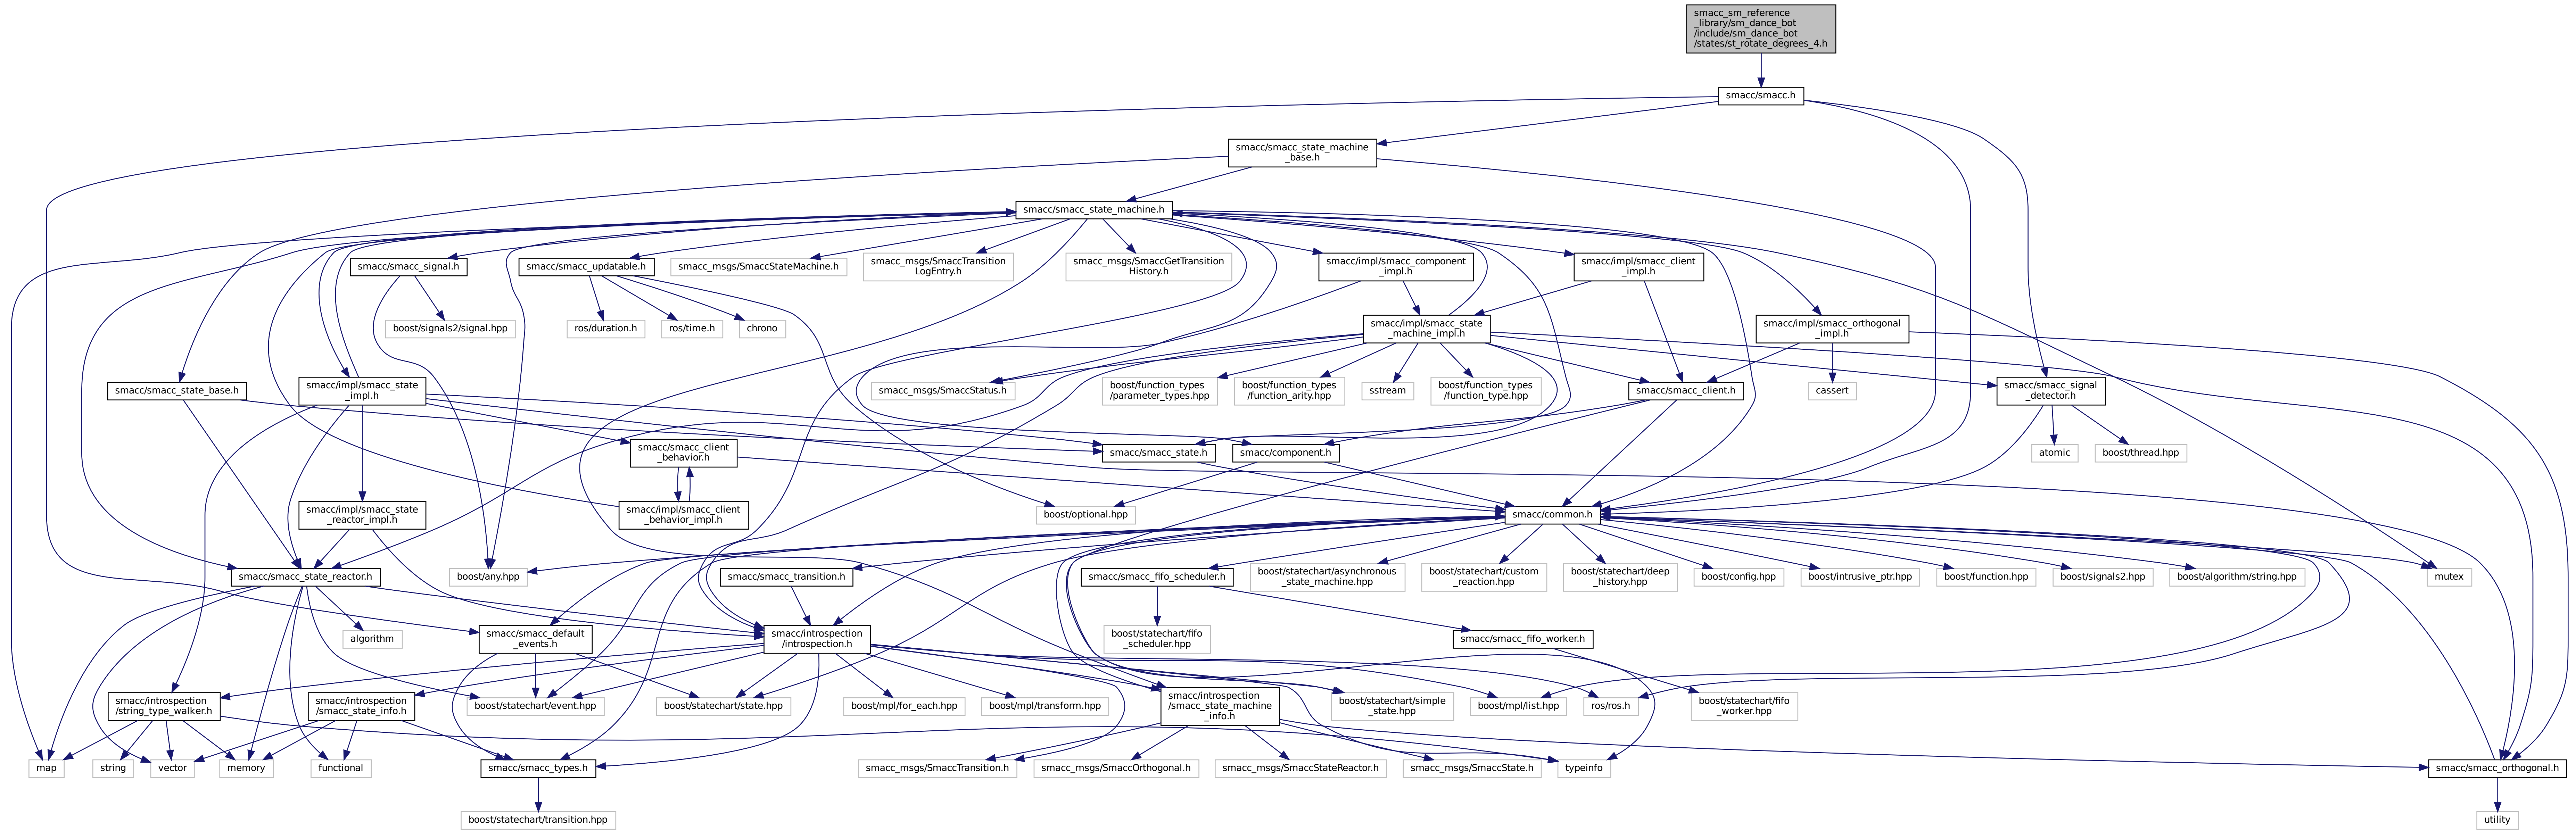 smacc_sm_reference
_library/sm_dance_bot
/include/sm_dance_bot
/states/st_rotate_degrees_4.h
smacc/smacc.h
smacc/smacc_state_machine
_base.h
smacc/smacc_state_machine.h
smacc/smacc_signal.h
smacc/smacc_updatable.h
smacc_msgs/SmaccStateMachine.h
smacc_msgs/SmaccTransition
LogEntry.h
smacc_msgs/SmaccGetTransition
History.h
smacc/impl/smacc_component
_impl.h
smacc/impl/smacc_client
_impl.h
boost/signals2/signal.hpp
ros/duration.h
ros/time.h
chrono
smacc/impl/smacc_state
_machine_impl.h
smacc/impl/smacc_orthogonal
_impl.h
smacc/smacc_state_base.h
smacc/impl/smacc_state
_impl.h
smacc_msgs/SmaccStatus.h
boost/function_types
/parameter_types.hpp
boost/function_types
/function_arity.hpp
sstream
boost/function_types
/function_type.hpp
smacc/smacc_client.h
cassert
smacc/smacc_signal
_detector.h
smacc/smacc_client
_behavior.h
smacc/smacc_state.h
smacc/component.h
atomic
boost/thread.hpp
smacc/impl/smacc_state
_reactor_impl.h
smacc/impl/smacc_client
_behavior_impl.h
boost/optional.hpp
smacc/common.h
smacc/smacc_state_reactor.h
boost/any.hpp
smacc/smacc_transition.h
smacc/smacc_fifo_scheduler.h
boost/statechart/asynchronous
_state_machine.hpp
boost/statechart/custom
_reaction.hpp
boost/statechart/deep
_history.hpp
boost/config.hpp
boost/intrusive_ptr.hpp
boost/function.hpp
boost/signals2.hpp
boost/algorithm/string.hpp
mutex
algorithm
smacc/smacc_default
_events.h
smacc/introspection
/introspection.h
boost/statechart/fifo
_scheduler.hpp
smacc/smacc_fifo_worker.h
smacc/introspection
/string_type_walker.h
smacc/introspection
/smacc_state_info.h
boost/statechart/event.hpp
boost/statechart/state.hpp
boost/mpl/for_each.hpp
boost/mpl/transform.hpp
smacc/introspection
/smacc_state_machine
_info.h
boost/statechart/simple
_state.hpp
boost/mpl/list.hpp
ros/ros.h
boost/statechart/fifo
_worker.hpp
map
string
vector
memory
functional
smacc/smacc_types.h
smacc_msgs/SmaccTransition.h
smacc_msgs/SmaccOrthogonal.h
smacc_msgs/SmaccStateReactor.h
smacc_msgs/SmaccState.h
typeinfo
smacc/smacc_orthogonal.h
boost/statechart/transition.hpp
utility